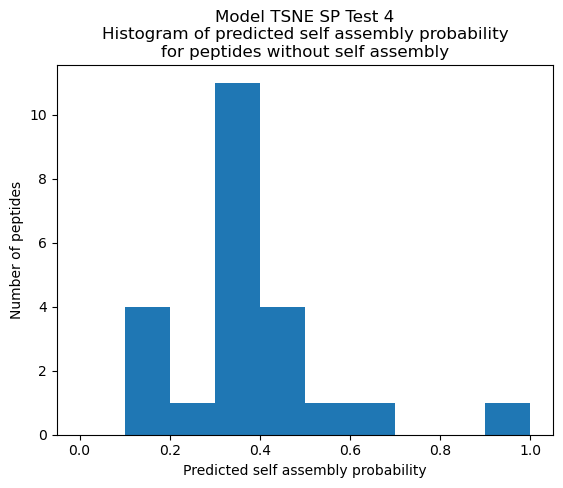 Model TSNE SP Test 4
Histogram of predicted self assembly probability
for peptides without self assembly
Number of peptides
10
8
6
4
2
0
0.0 0.2 0.4 0.6 0.8 1.0
Predicted self assembly probability